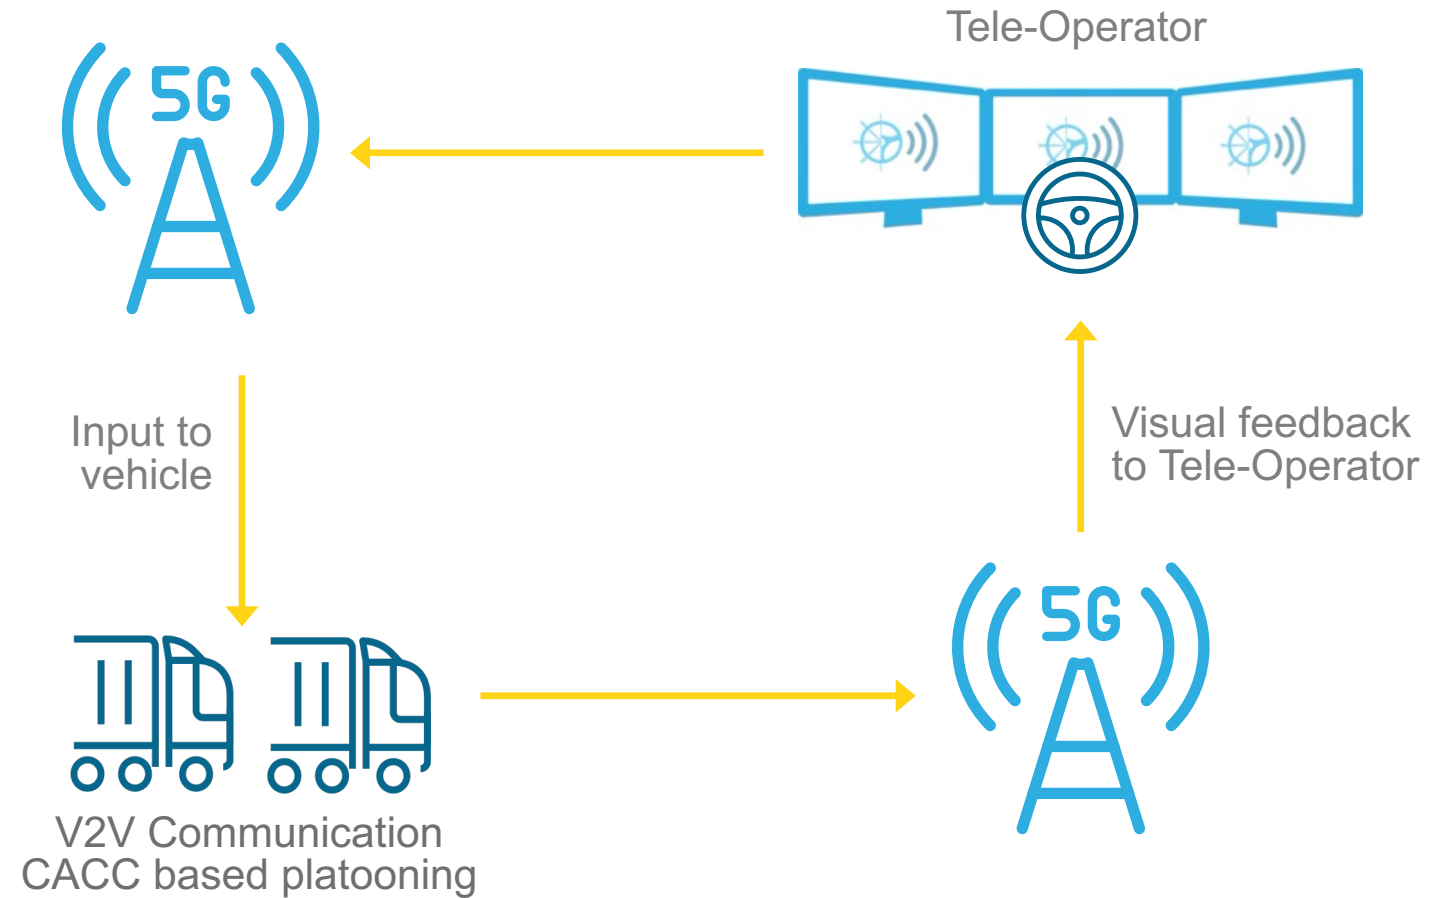 Tele-Operator
5G
Input to
vehicle
Visual feedback
to Tele-Operator
5G
V2V Communication
CACC based platooning